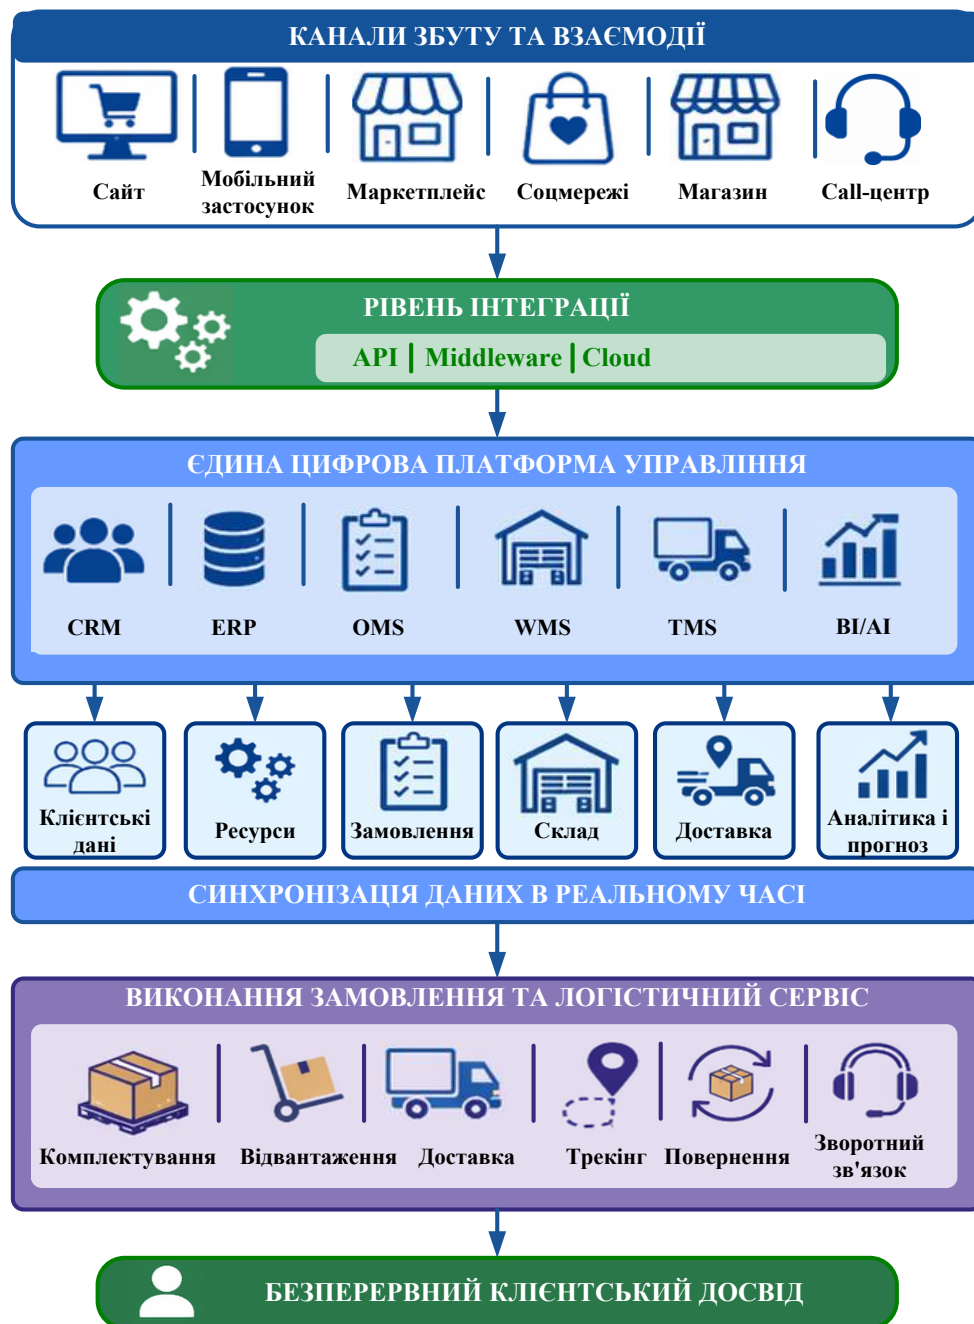 КАНАЛИ ЗБУТУ ТА ВЗАЄМОДІЇ
Сайт
Мобільний
застосунок
Маркетплейс
Соцмережі
Магазин
Call-центр
РІВЕНЬ ІНТЕГРАЦІЇ
API | Middleware | Cloud
ЄДИНА ЦИФРОВА ПЛАТФОРМА УПРАВЛІННЯ
CRM
ERP
OMS
WMS
TMS
BI/AI
Клієнтські
дані
Ресурси
Замовлення
Склад
Доставка
Аналітика і
прогноз
СИНХРОНІЗАЦІЯ ДАНИХ В РЕАЛЬНОМУ ЧАСІ
ВИКОНАННЯ ЗАМОВЛЕННЯ ТА ЛОГІСТИЧНИЙ СЕРВІС
Комплектування
Відвантаження
Доставка
Трекінг
Повернення
Зворотний
зв'язок
БЕЗПЕРЕРВНИЙ КЛІЄНТСЬКИЙ ДОСВІД